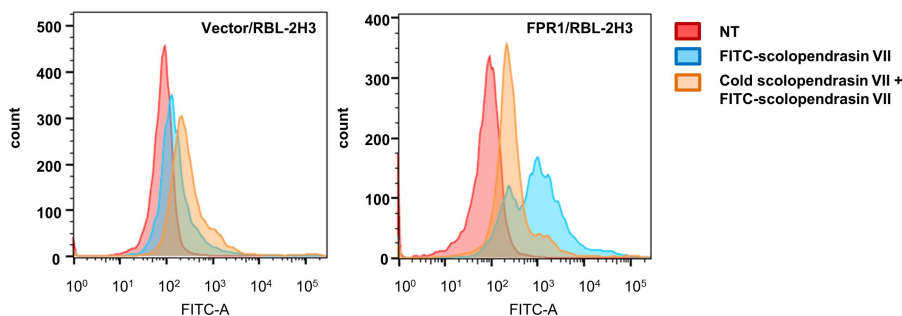 Vector/RBL-2H3
count
500
400
300
200
100
0
10⁰ 10¹ 10² 10³ 10⁴ 10⁵
FITC-A
FPR1/RBL-2H3
count
400
300
200
100
0
10⁰ 10¹ 10² 10³ 10⁴ 10⁵
FITC-A
NT
FITC-scolopendrasin VII
Cold scolopendrasin VII +
FITC-scolopendrasin VII